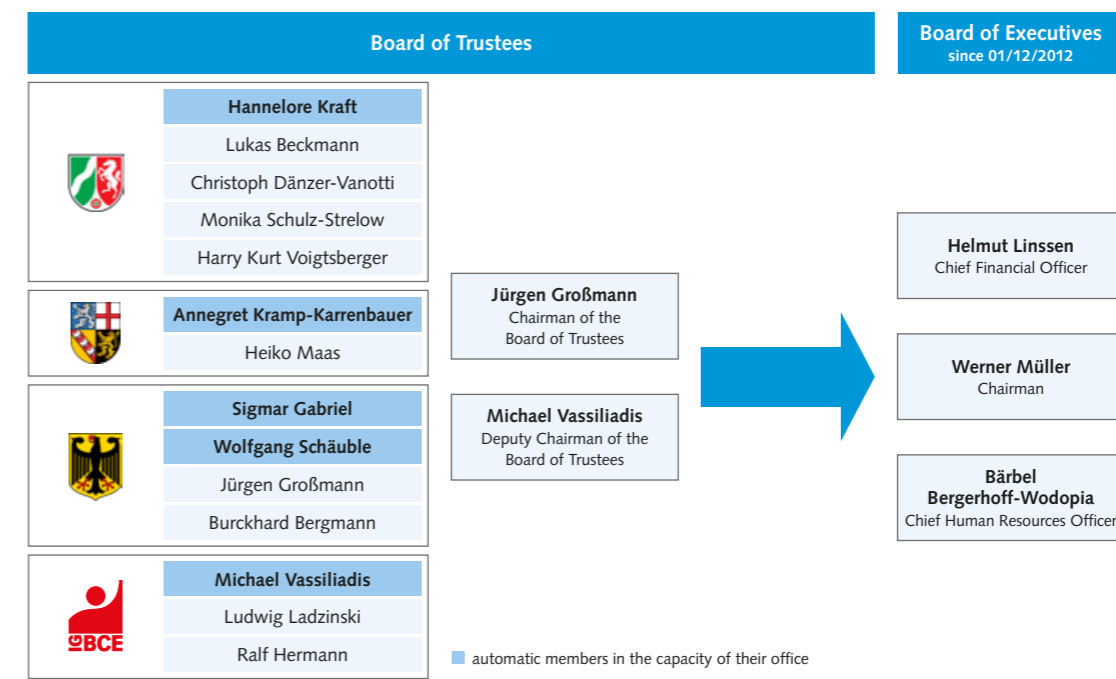 Board of Trustees
Board of Executives
since 01/12/2012
Hannelore Kraft
Lukas Beckmann
Christoph Dänzer-Vanotti
Monika Schulz-Strelow
Harry Kurt Voigtsberger
Annegret Kramp-Karrenbauer
Heiko Maas
Sigmar Gabriel
Wolfgang Schäuble
Jürgen Großmann
Burckhard Bergmann
IGBCE
Michael Vassiliadis
Ludwig Ladzinski
Ralf Hermann
Jürgen Großmann
Chairman of the
Board of Trustees
Michael Vassiliadis
Deputy Chairman of the
Board of Trustees
automatic members in the capacity of their office
Helmut Linssen
Chief Financial Officer
Werner Müller
Chairman
Bärbel
Bergerhoff-Wodopia
Chief Human Resources Officer